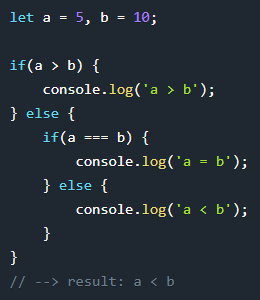 let a = 5, b = 10;
if(a > b) {
    console.log('a > b');
} else {
    if(a === b) {
        console.log('a = b');
    } else {
        console.log('a < b');
    }
}
// --> result: a < b